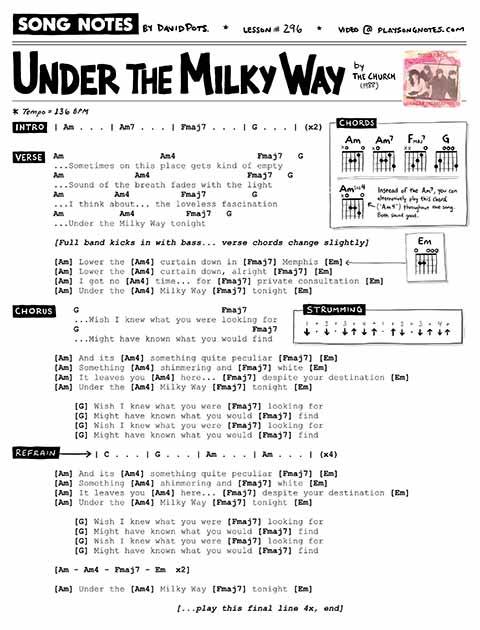 SONG NOTES BY DAVID POTS. * LESSON # 296 * VIDEO @ PLAYSONGNOTES.COM
UNDER THE MILKY WAY by THE CHURCH (1988)
* Tempo = 136 BPM
INTRO | Am . . . | Am7 . . . | Fmaj7 . . . | G . . . | (x2)
CHORDS
Am Am7 Fmaj7 G
VERSE
Am Am4 Fmaj7 G
...Sometimes on this place gets kind of empty
Am Am4 Fmaj7 G
...Sound of the breath fades with the light
Am Am4 Fmaj7 G
...I think about... the loveless fascination
Am Am4 Fmaj7 G
...Under the Milky Way tonight
Instead of the Am7, you can
alternatively play this chord
("Am4") throughout the song.
Both sound good.
[Full band kicks in with bass... verse chords change slightly]
Em
[Am] Lower the [Am4] curtain down in [Fmaj7] Memphis [Em]
[Am] Lower the [Am4] curtain down, alright [Fmaj7] [Em]
[Am] I got no [Am4] time... for [Fmaj7] private consultation [Em]
[Am] Under the [Am4] Milky Way [Fmaj7] tonight [Em]
CHORUS
G Fmaj7
...Wish I knew what you were looking for
G Fmaj7
...Might have known what you would find
STRUMMING
1 + 2 + 3 + 4 + 1 + 2 + 3 + 4 +
[Am] And its [Am4] something quite peculiar [Fmaj7] [Em]
[Am] Something [Am4] shimmering and [Fmaj7] white [Em]
[Am] It leaves you [Am4] here... [Fmaj7] despite your destination [Em]
[Am] Under the [Am4] Milky Way [Fmaj7] tonight [Em]
[G] Wish I knew what you were [Fmaj7] looking for
[G] Might have known what you would [Fmaj7] find
[G] Wish I knew what you were [Fmaj7] looking for
[G] Might have known what you would [Fmaj7] find
REFRAIN | C . . . | G . . . | Am . . . | Am . . . | (x4)
[Am] And its [Am4] something quite peculiar [Fmaj7] [Em]
[Am] Something [Am4] shimmering and [Fmaj7] white [Em]
[Am] It leaves you [Am4] here... [Fmaj7] despite your destination [Em]
[Am] Under the [Am4] Milky Way [Fmaj7] tonight [Em]
[G] Wish I knew what you were [Fmaj7] looking for
[G] Might have known what you would [Fmaj7] find
[G] Wish I knew what you were [Fmaj7] looking for
[G] Might have known what you would [Fmaj7] find
[Am - Am4 - Fmaj7 - Em x2]
[Am] Under the [Am4] Milky Way [Fmaj7] tonight [Em]
[...play this final line 4x, end]